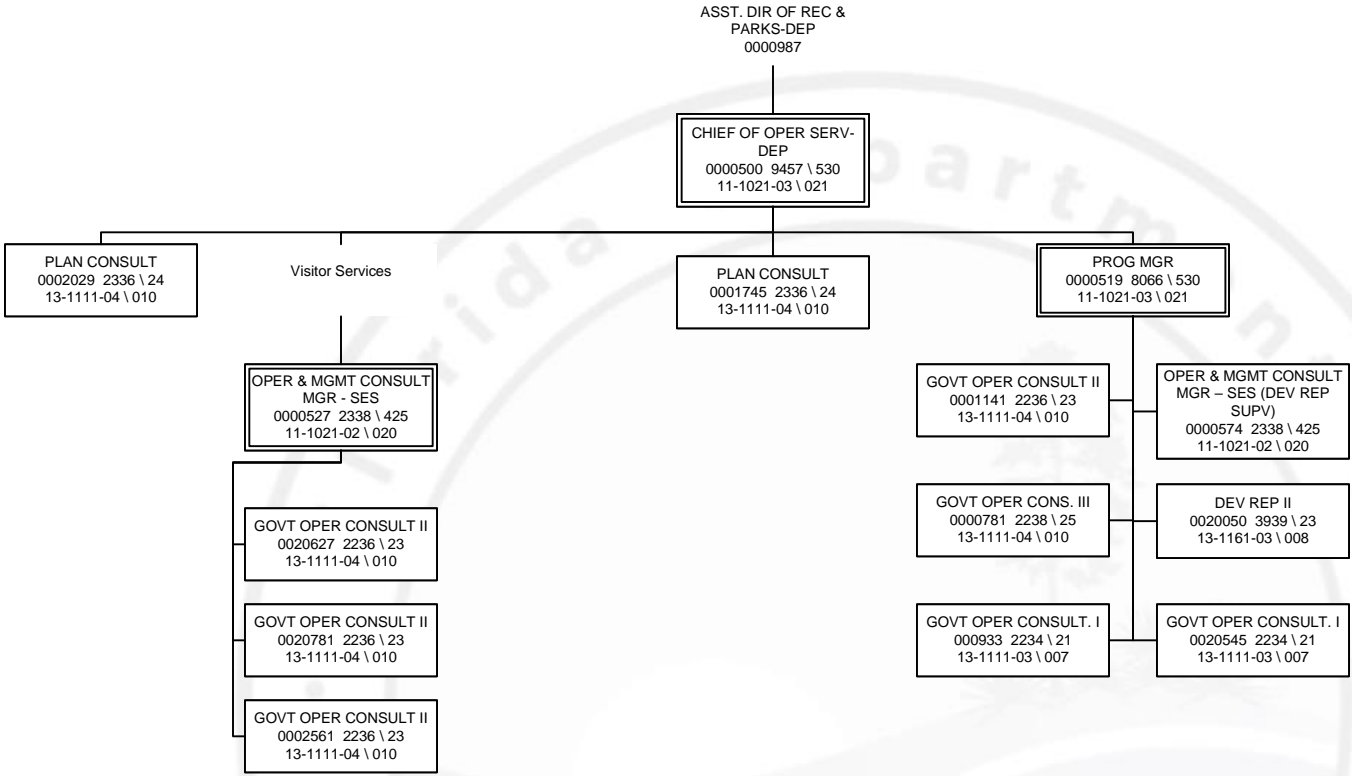 ASST. DIR OF REC &
PARKS-DEP
0000987
CHIEF OF OPER SERV-
DEP
0000500 9457 \ 530
11-1021-03 \ 021
PLAN CONSULT
0002029 2336 \ 24
13-1111-04 \ 010
Visitor Services
PLAN CONSULT
0001745 2336 \ 24
13-1111-04 \ 010
PROG MGR
0000519 8066 \ 530
11-1021-03 \ 021
OPER & MGMT CONSULT
MGR - SES
0000527 2338 \ 425
11-1021-02 \ 020
GOVT OPER CONSULT II
0020627 2236 \ 23
13-1111-04 \ 010
GOVT OPER CONSULT II
0020781 2236 \ 23
13-1111-04 \ 010
GOVT OPER CONSULT II
0002561 2236 \ 23
13-1111-04 \ 010
GOVT OPER CONSULT II
0001141 2236 \ 23
13-1111-04 \ 010
OPER & MGMT CONSULT
MGR – SES (DEV REP
SUPV)
0000574 2338 \ 425
11-1021-02 \ 020
GOVT OPER CONS. III
0000781 2238 \ 25
13-1111-04 \ 010
DEV REP II
0020050 3939 \ 23
13-1161-03 \ 008
GOVT OPER CONSULT. I
000933 2234 \ 21
13-1111-03 \ 007
GOVT OPER CONSULT. I
0020545 2234 \ 21
13-1111-03 \ 007